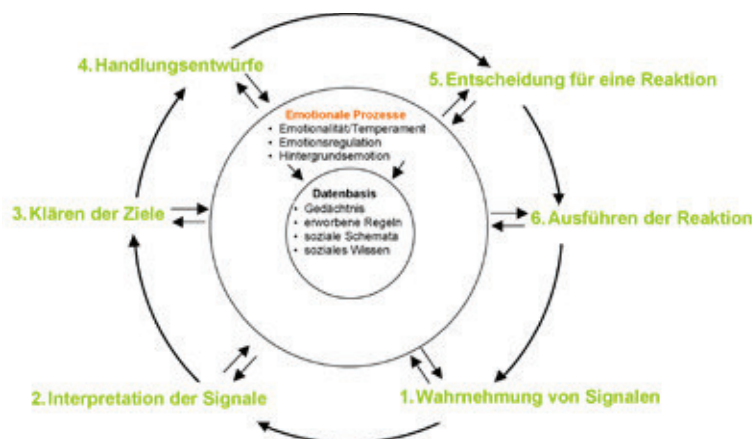 4. Handlungsentwürfe
5. Entscheidung für eine Reaktion
Emotionale Prozesse
• Emotionalität/Temperament
• Emotionsregulation
• Hintergrundsemotion
Datenbasis
• Gedächtnis
• erworbene Regeln
• soziale Schemata
• soziales Wissen
3. Klären der Ziele
6. Ausführen der Reaktion
2. Interpretation der Signale
1. Wahrnehmung von Signalen